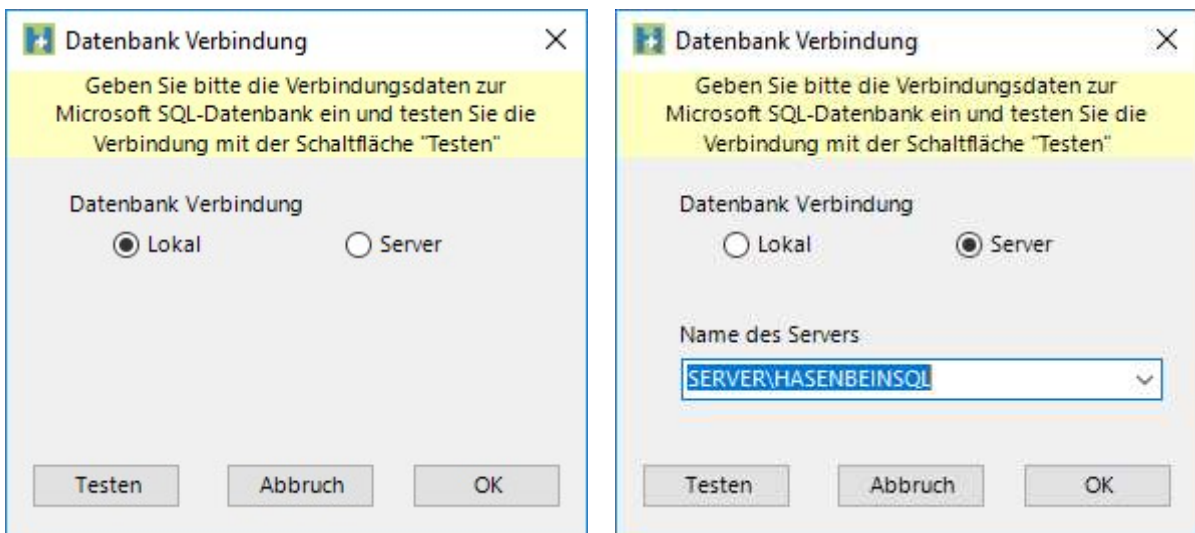 Datenbank Verbindung
Geben Sie bitte die Verbindungsdaten zur
Microsoft SQL-Datenbank ein und testen Sie die
Verbindung mit der Schaltfläche "Testen"
Datenbank Verbindung
Lokal Server
Testen Abbruch OK
Datenbank Verbindung
Geben Sie bitte die Verbindungsdaten zur
Microsoft SQL-Datenbank ein und testen Sie die
Verbindung mit der Schaltfläche "Testen"
Datenbank Verbindung
Lokal Server
Name des Servers
SERVER\HASENBEINSQL
Testen Abbruch OK